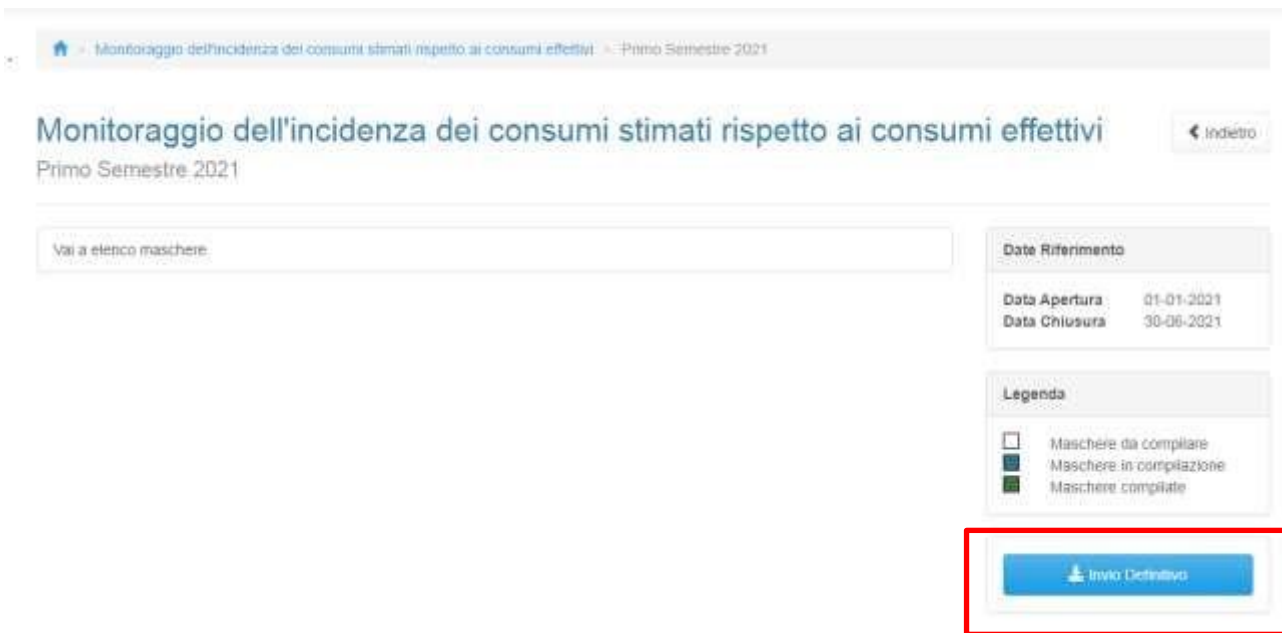 Monitoraggio dell'incidenza dei consumi stimati rispetto ai consumi effettivi > Primo Semestre 2021
Monitoraggio dell'incidenza dei consumi stimati rispetto ai consumi effettivi
Indietro
Primo Semestre 2021
Vai a elenco maschere
Date Riferimento
Data Apertura 01-01-2021
Data Chiusura 30-06-2021
Legenda
Maschere da compilare
Maschere in compilazione
Maschere compilate
Invio Definitivo